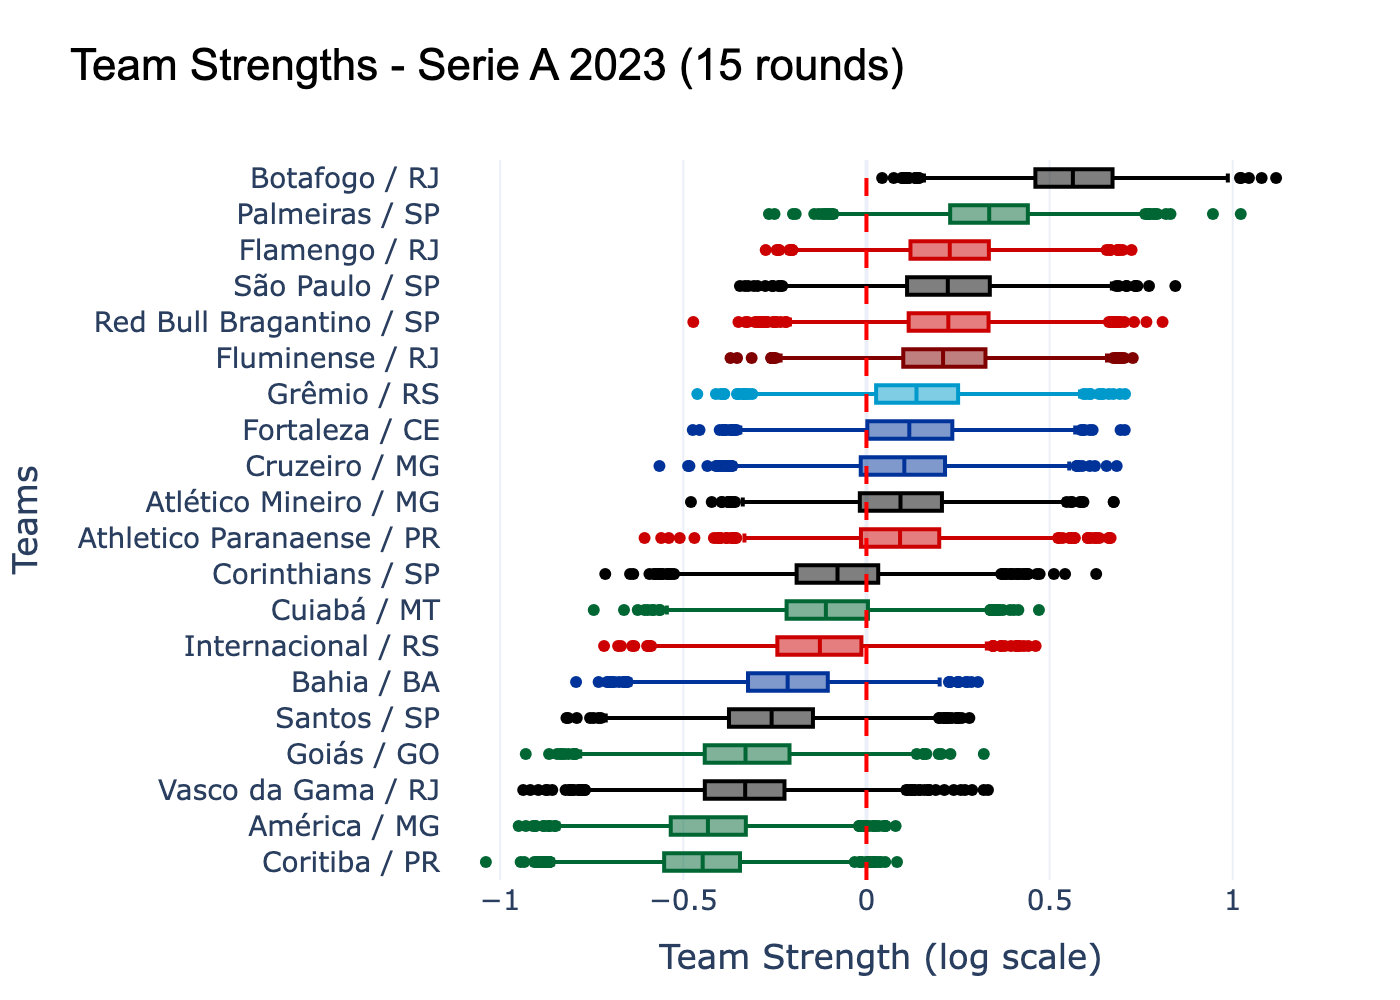 Team Strengths - Serie A 2023 (15 rounds)
Teams
Botafogo / RJ
Palmeiras / SP
Flamengo / RJ
São Paulo / SP
Red Bull Bragantino / SP
Fluminense / RJ
Grêmio / RS
Fortaleza / CE
Cruzeiro / MG
Atlético Mineiro / MG
Athletico Paranaense / PR
Corinthians / SP
Cuiabá / MT
Internacional / RS
Bahia / BA
Santos / SP
Goiás / GO
Vasco da Gama / RJ
América / MG
Coritiba / PR
−1 −0.5 0 0.5 1
Team Strength (log scale)